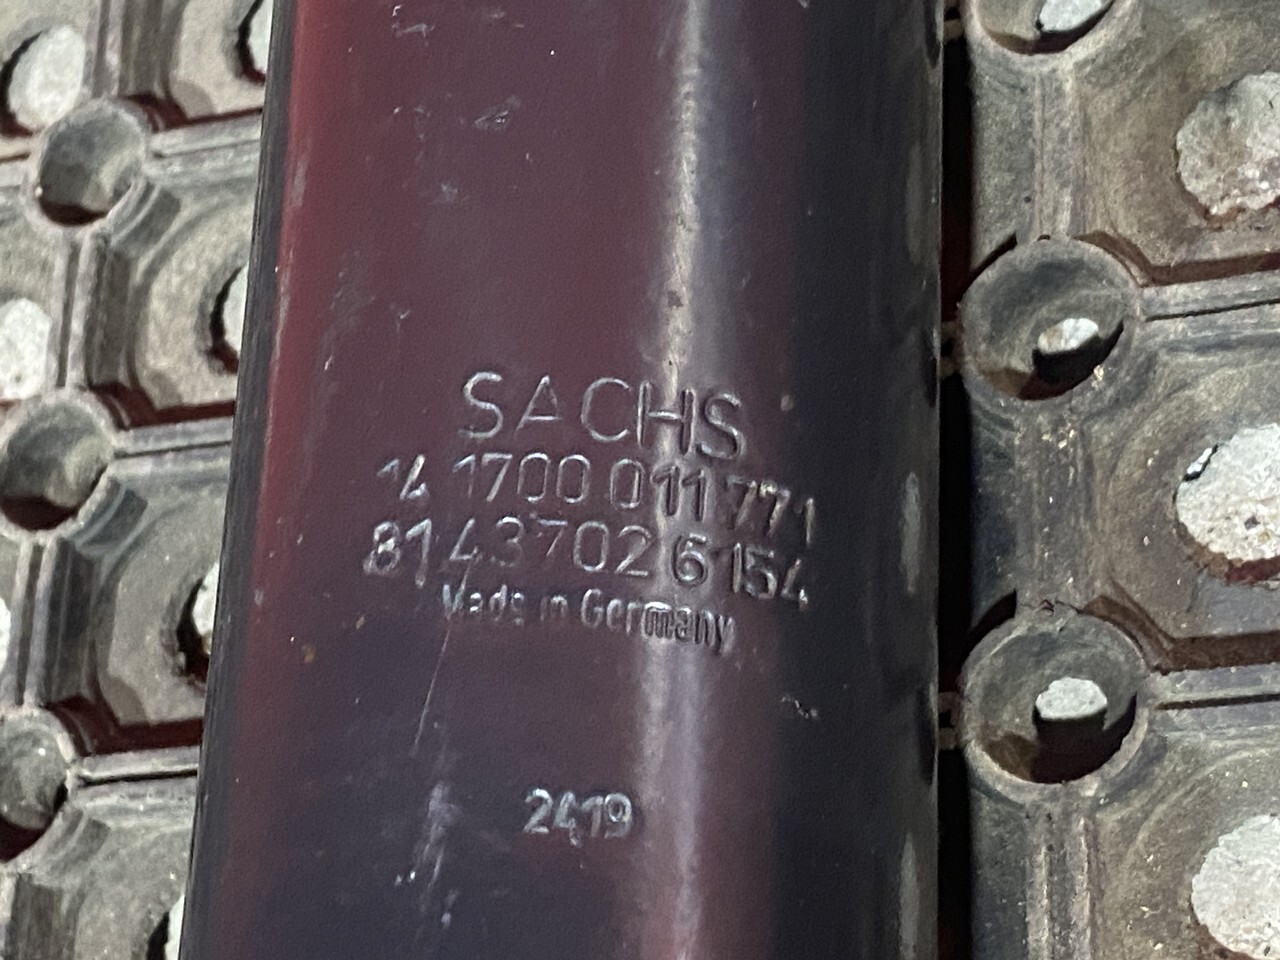 SACHS
14 1700 011 771
81 43702 6154
Made in Germany
2419